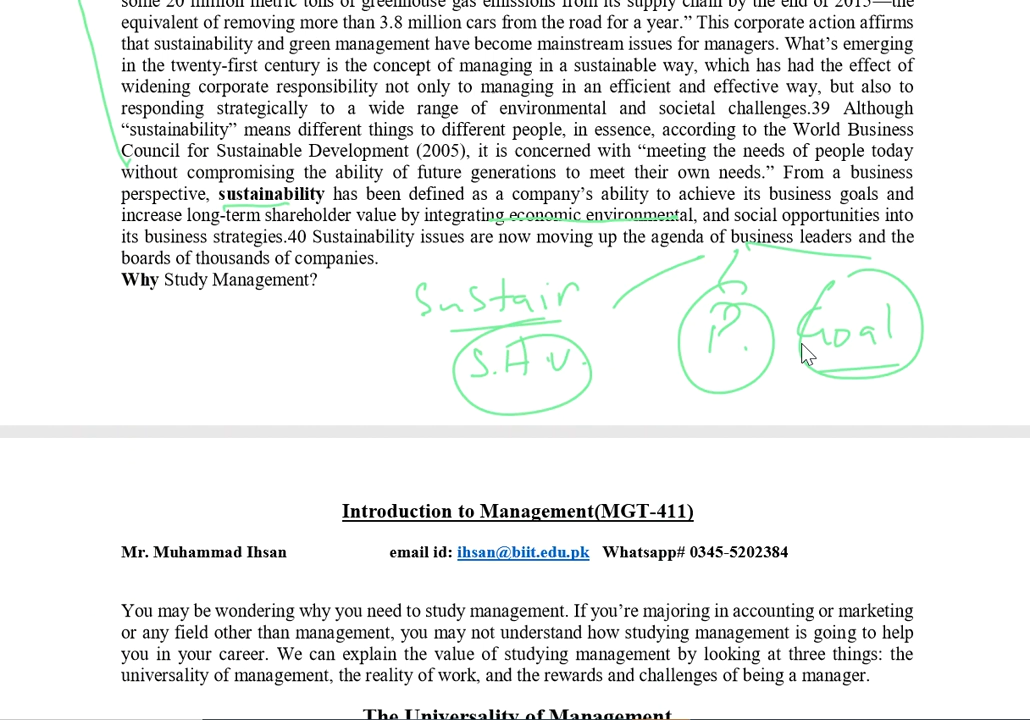 some 20 million metric tons of greenhouse gas emissions from its supply chain by the end of 2015—the
equivalent of removing more than 3.8 million cars from the road for a year.” This corporate action affirms
that sustainability and green management have become mainstream issues for managers. What’s emerging
in the twenty-first century is the concept of managing in a sustainable way, which has had the effect of
widening corporate responsibility not only to managing in an efficient and effective way, but also to
responding strategically to a wide range of environmental and societal challenges.39 Although
“sustainability” means different things to different people, in essence, according to the World Business
Council for Sustainable Development (2005), it is concerned with “meeting the needs of people today
without compromising the ability of future generations to meet their own needs.” From a business
perspective, sustainability has been defined as a company’s ability to achieve its business goals and
increase long-term shareholder value by integrating economic environmental, and social opportunities into
its business strategies.40 Sustainability issues are now moving up the agenda of business leaders and the
boards of thousands of companies.
Why Study Management?
Sustain
S.A.V.
P.
Goal
Introduction to Management(MGT-411)
Mr. Muhammad Ihsan email id: ihsan@biit.edu.pk Whatsapp# 0345-5202384
You may be wondering why you need to study management. If you’re majoring in accounting or marketing
or any field other than management, you may not understand how studying management is going to help
you in your career. We can explain the value of studying management by looking at three things: the
universality of management, the reality of work, and the rewards and challenges of being a manager.
The Universality of Management